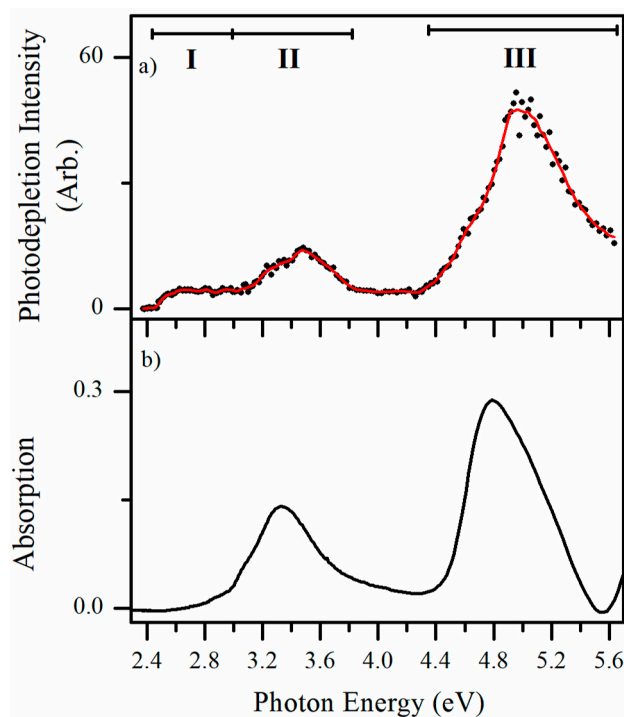 I II III
a)
60
0
Photodepletion Intensity
(Arb.)
b)
0.3
0.0
Absorption
2.4 2.8 3.2 3.6 4.0 4.4 4.8 5.2 5.6
Photon Energy (eV)